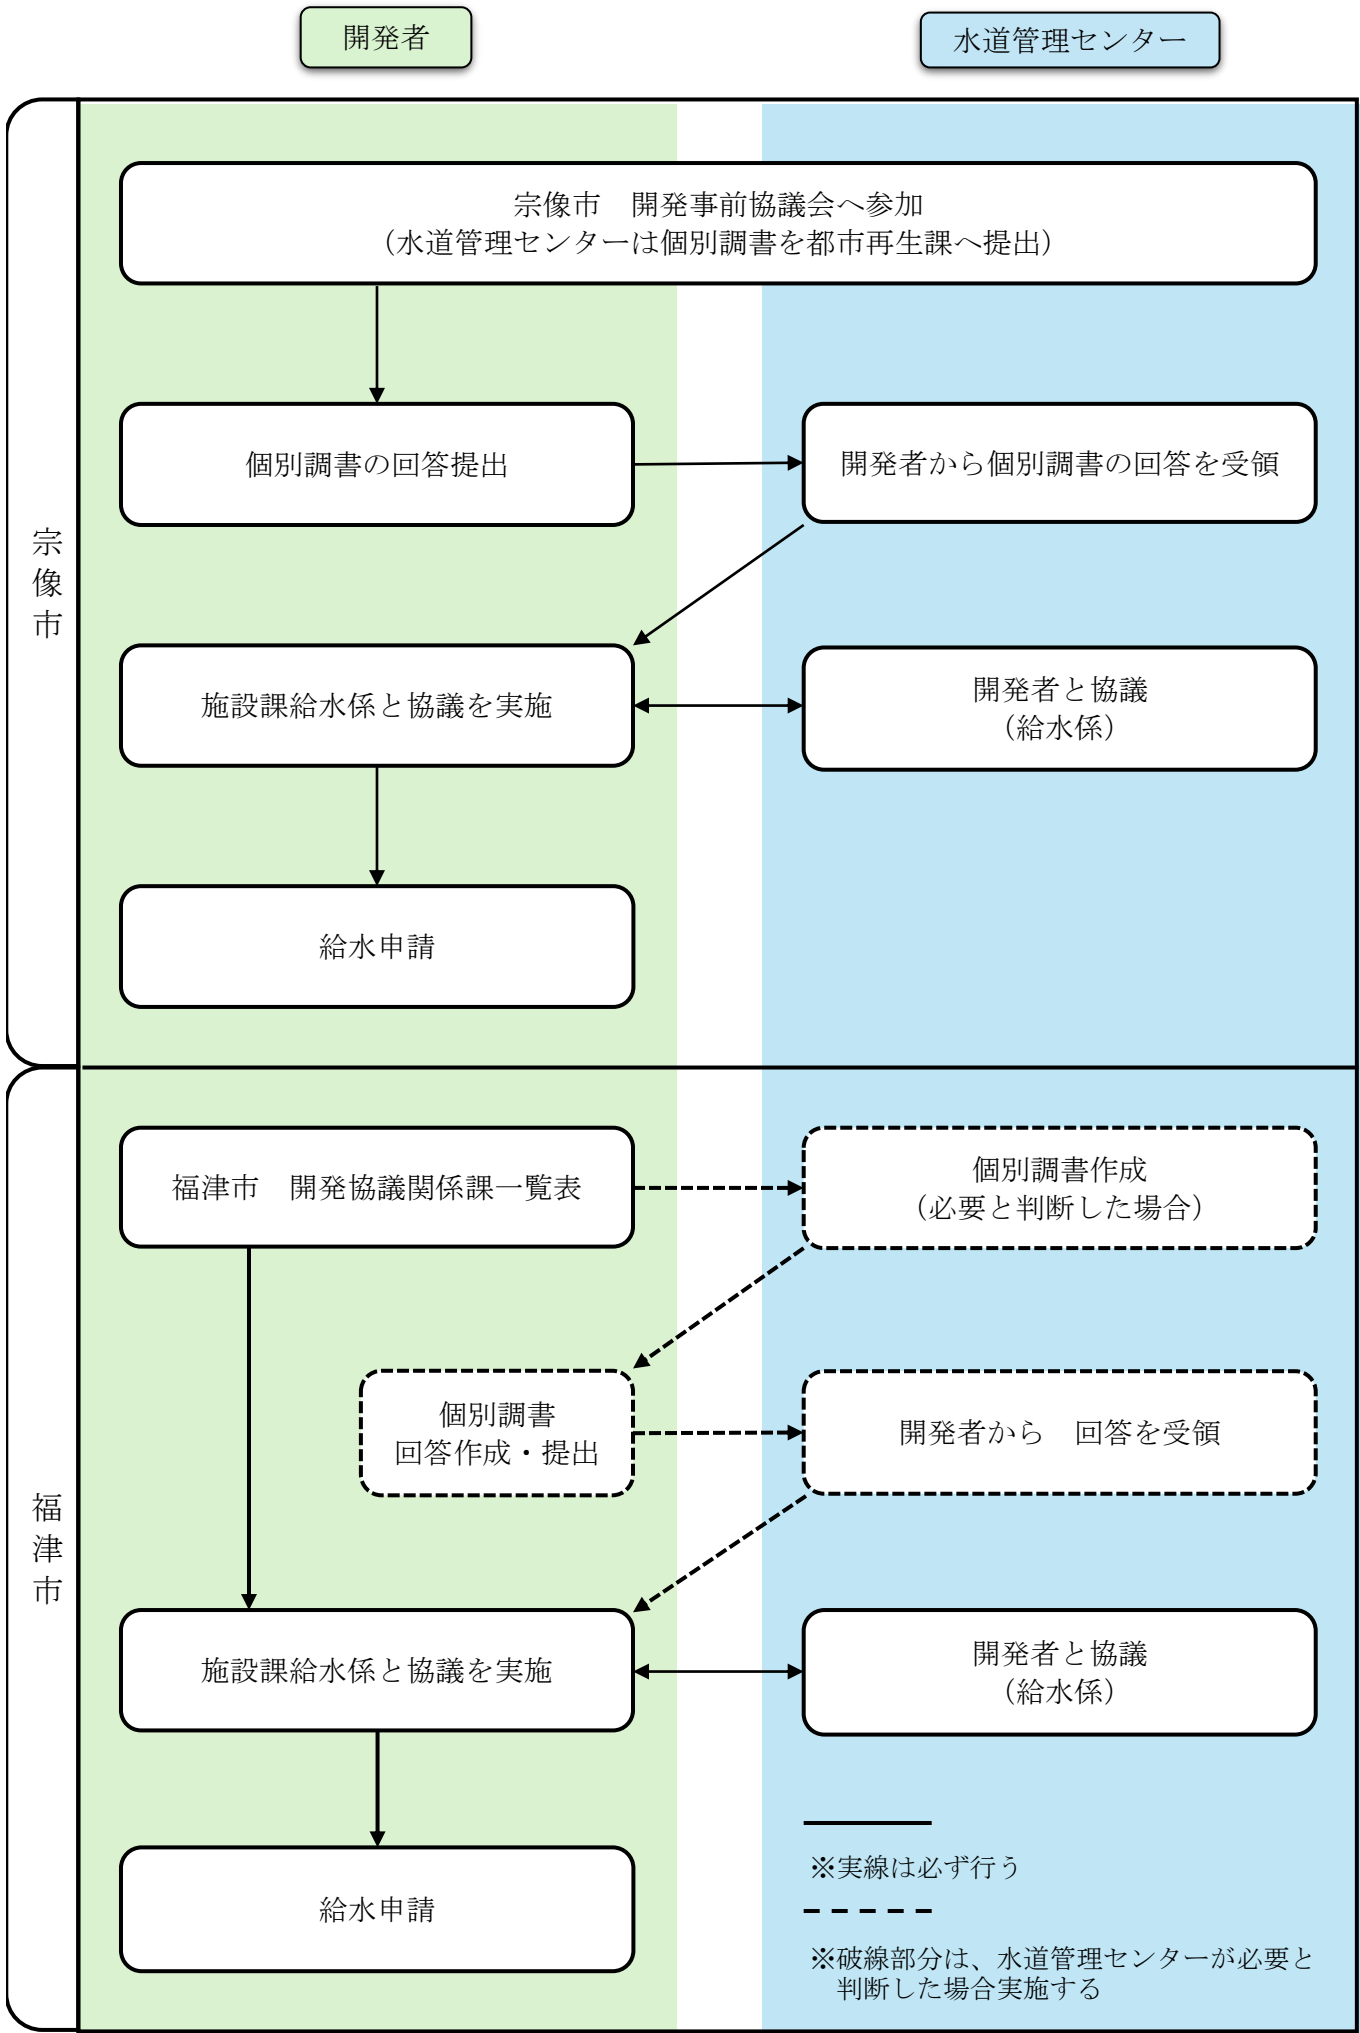 開発者
水道管理センター
宗像市
宗像市　開発事前協議会へ参加
（水道管理センターは個別調書を都市再生課へ提出）
個別調書の回答提出
開発者から個別調書の回答を受領
施設課給水係と協議を実施
開発者と協議
（給水係）
給水申請
福津市
福津市　開発協議関係課一覧表
個別調書作成
（必要と判断した場合）
個別調書
回答作成・提出
開発者から　回答を受領
施設課給水係と協議を実施
開発者と協議
（給水係）
給水申請
※実線は必ず行う
※破線部分は、水道管理センターが必要と
判断した場合実施する